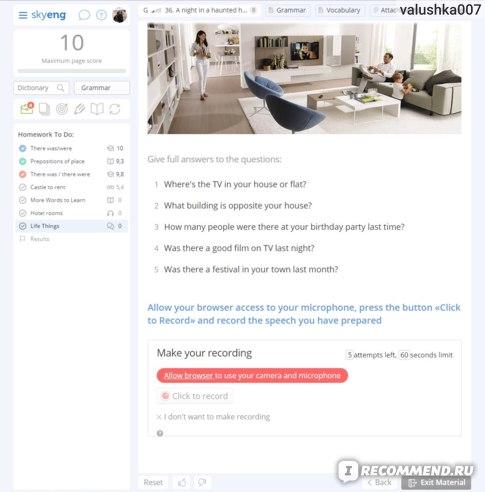 skyeng
G 36. A night in a haunted h... 8 Grammar Vocabulary Attac
valushka007
10
Maximum page score
Dictionary Grammar
4
Homework To Do:
There was/were 10
Prepositions of place 9,3
There was / there were 9,8
Castle to rent 5,4
More Words to Learn 0
Hotel rooms 0
Life Things 0
Results
Give full answers to the questions:
1 Where's the TV in your house or flat?
2 What building is opposite your house?
3 How many people were there at your birthday party last time?
4 Was there a good film on TV last night?
5 Was there a festival in your town last month?
Allow your browser access to your microphone, press the button «Click
to Record» and record the speech you have prepared
Make your recording 5 attempts left, 60 seconds limit
Allow browser to use your camera and microphone
Click to record
× I don't want to make recording
?
Reset < Back Exit Material
I RECOMMEND.RU